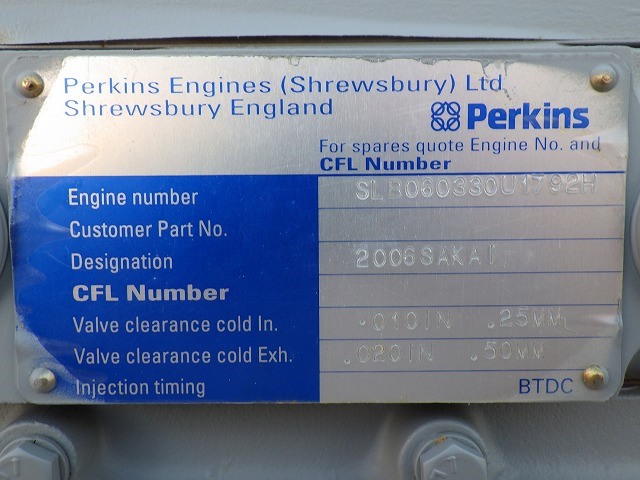 Perkins Engines (Shrewsbury) Ltd
Shrewsbury England
Perkins
For spares quote Engine No. and
CFL Number
Engine number SLB060330U1792H
Customer Part No.
Designation 2006SAKAI
CFL Number
Valve clearance cold In. .010IN .25MM
Valve clearance cold Exh. .020IN .50MM
Injection timing BTDC